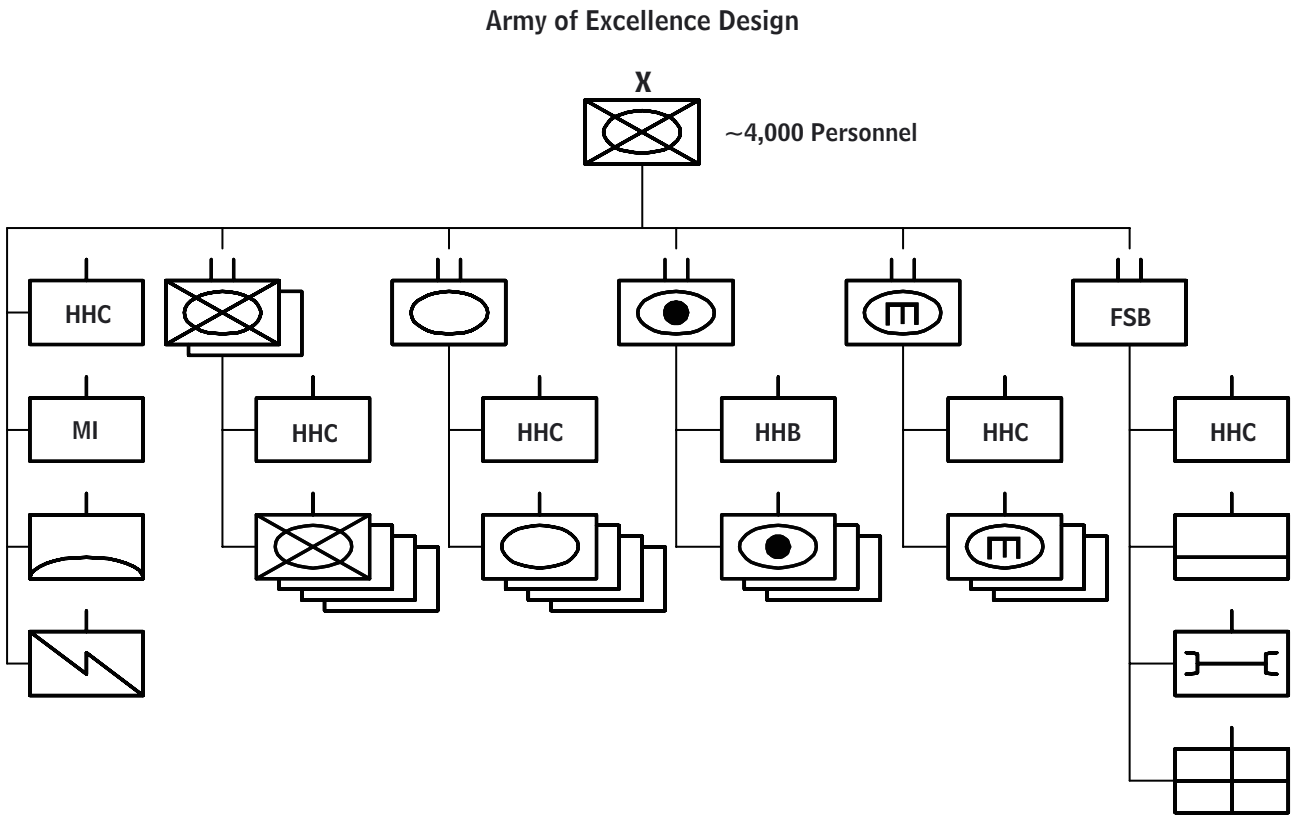 Army of Excellence Design
X
~4,000 Personnel
HHC
FSB
MI
HHC
HHC
HHB
HHC
HHC